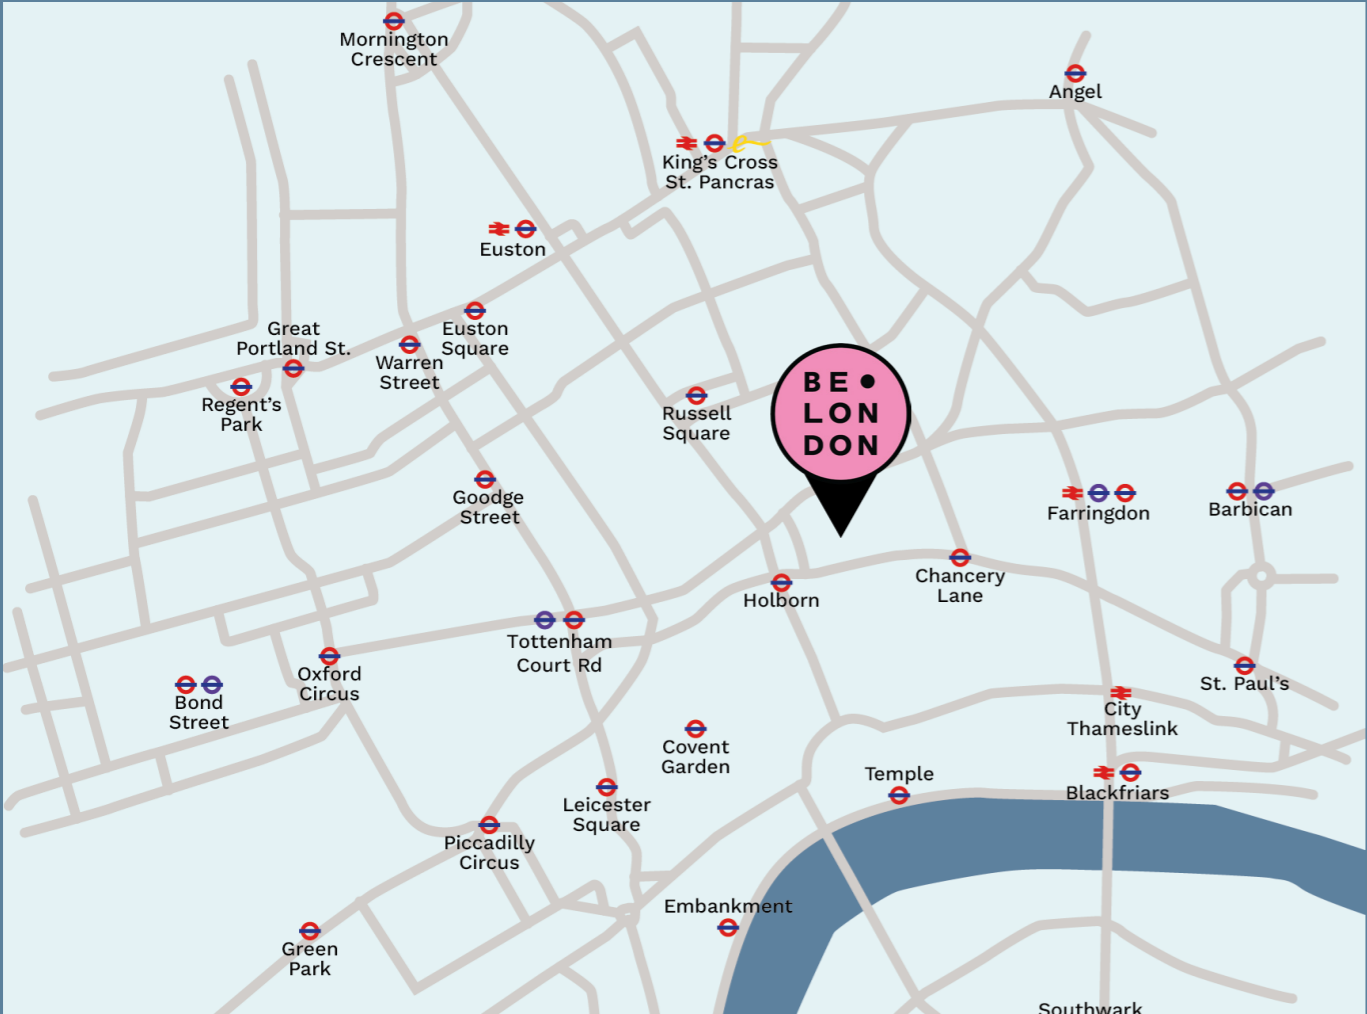 Mornington
Crescent
Angel
King's Cross
St. Pancras
Euston
Great
Portland St.
Euston
Square
Warren
Street
Regent's
Park
Russell
Square
BE
LON
DON
Goodge
Street
Farringdon
Barbican
Chancery
Lane
Holborn
Tottenham
Court Rd
Oxford
Circus
Bond
Street
St. Paul's
City
Thameslink
Covent
Garden
Temple
Blackfriars
Leicester
Square
Piccadilly
Circus
Embankment
Green
Park
Southwark